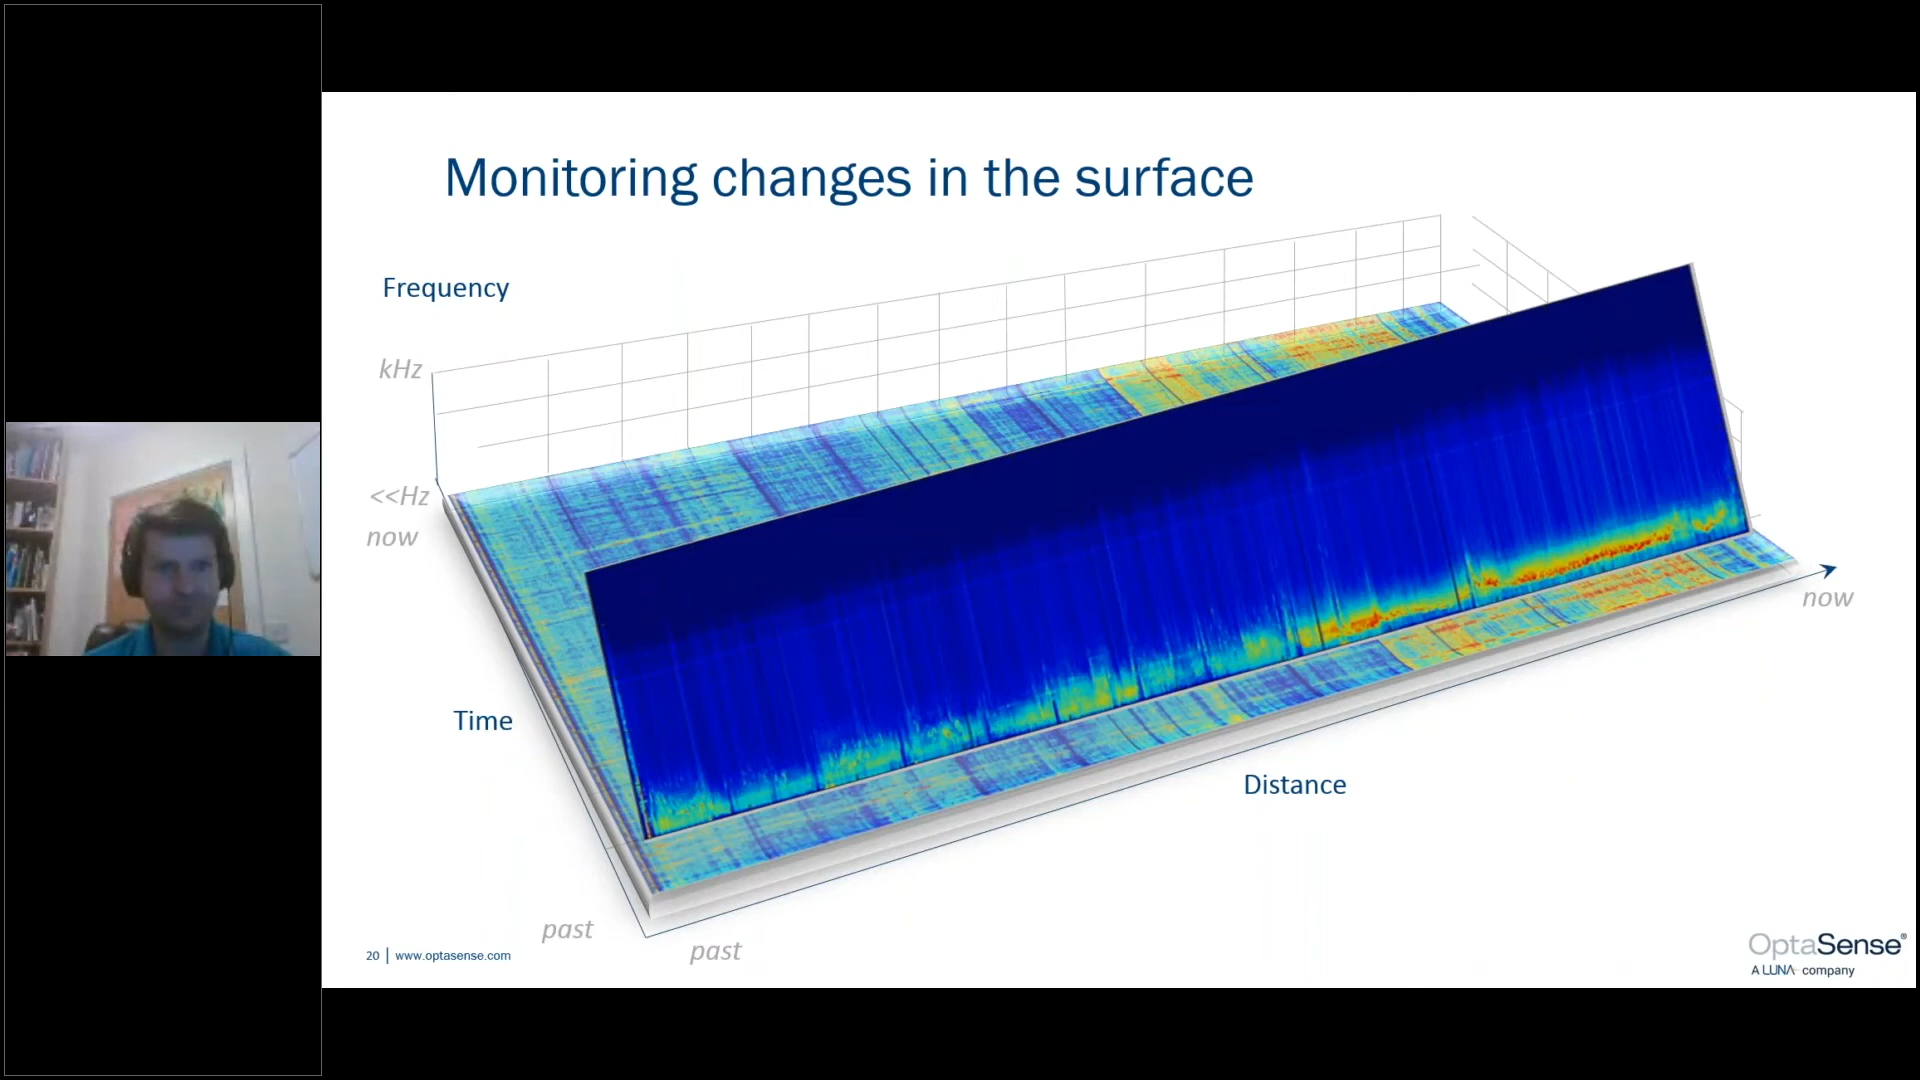 Monitoring changes in the surface
Frequency
kHz
<<Hz
now
Time
past
past
Distance
now
20 | www.optasense.com
OptaSense®
A LUNA company